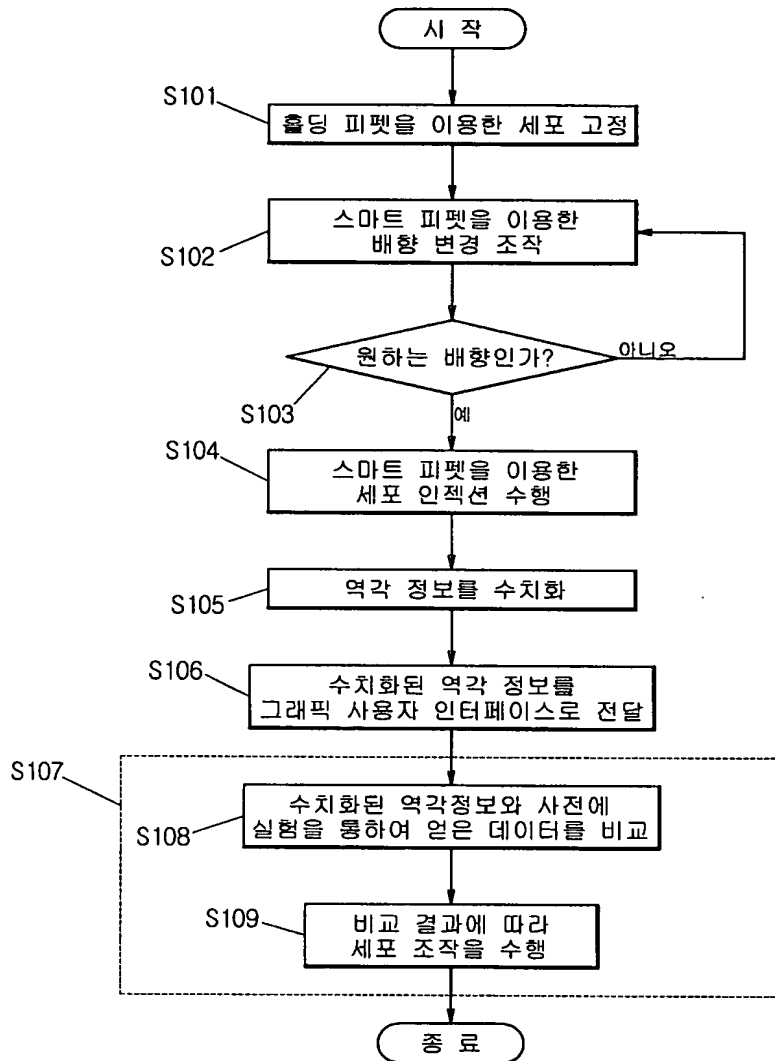 시 작
S101
홀딩 피펫을 이용한 세포 고정
S102
스마트 피펫을 이용한
배향 변경 조작
S103
원하는 배향인가?
아니오
예
S104
스마트 피펫을 이용한
세포 인젝션 수행
S105
역각 정보를 수치화
S106
수치화된 역각 정보를
그래픽 사용자 인터페이스로 전달
S107
S108
수치화된 역각정보와 사전에
실험을 통하여 얻은 데이터를 비교
S109
비교 결과에 따라
세포 조작을 수행
종 료